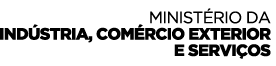 MINISTÉRIO DA
INDÚSTRIA, COMÉRCIO EXTERIOR
E SERVIÇOS